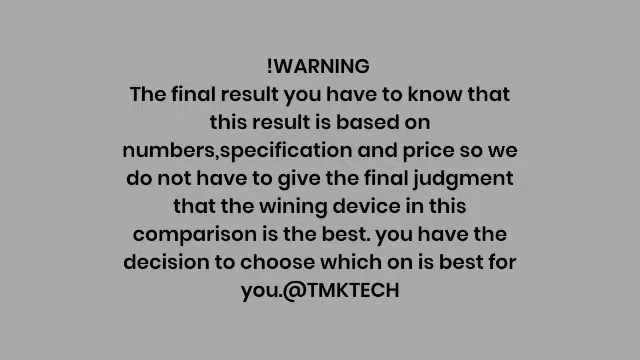 !WARNING
The final result you have to know that
this result is based on
numbers,specification and price so we
do not have to give the final judgment
that the wining device in this
comparison is the best. you have the
decision to choose which on is best for
you.@TMKTECH